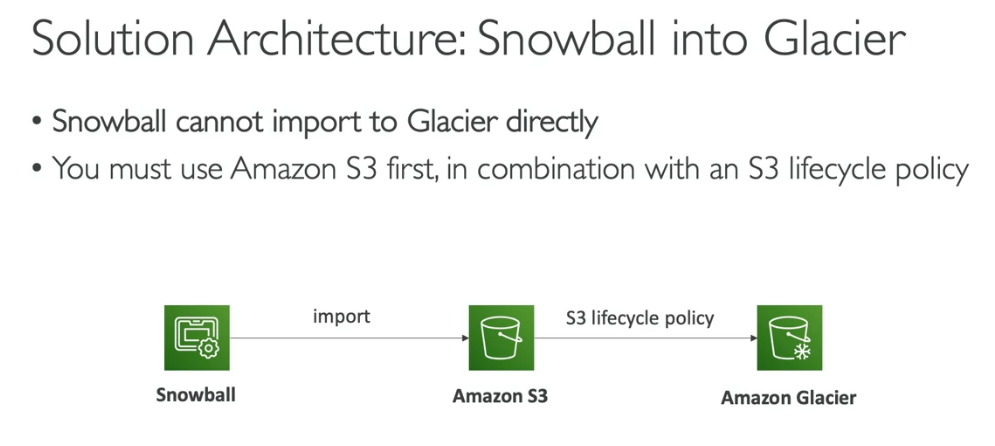 Solution Architecture: Snowball into Glacier
• Snowball cannot import to Glacier directly
• You must use Amazon S3 first, in combination with an S3 lifecycle policy
import
S3 lifecycle policy
Snowball
Amazon S3
Amazon Glacier